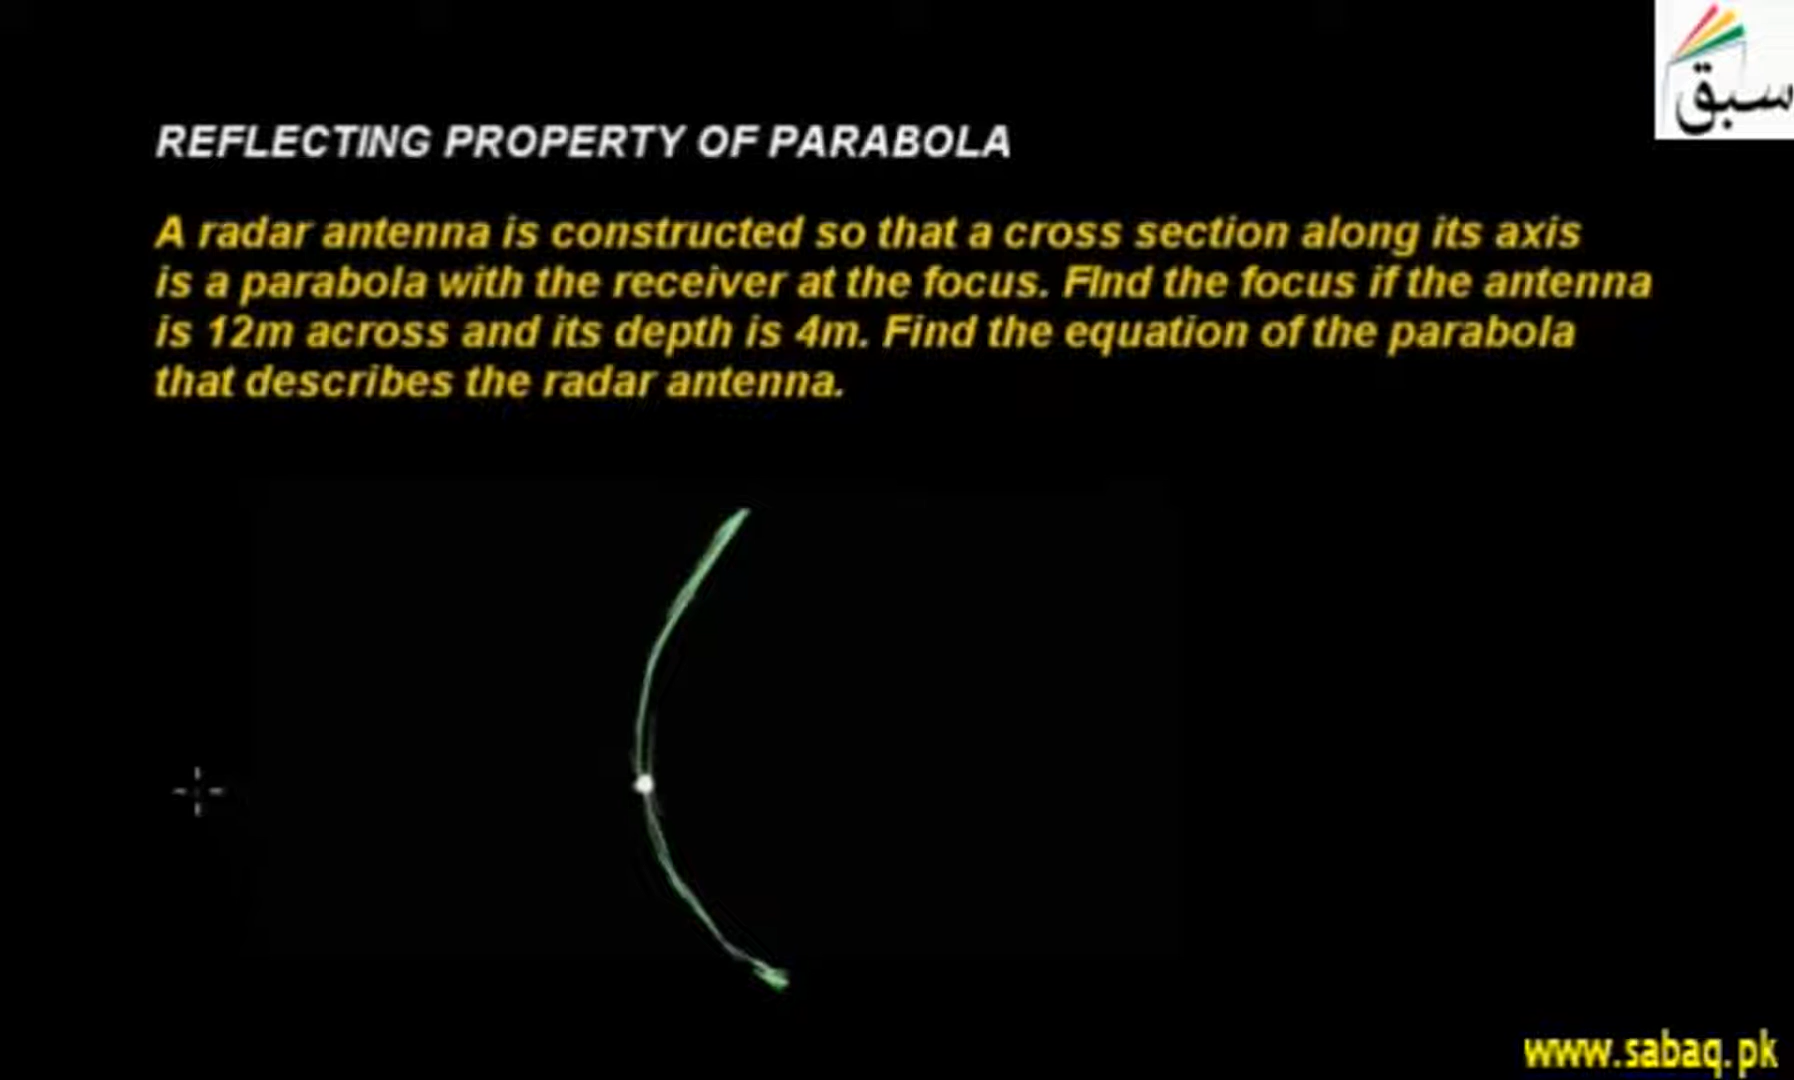 سبق
REFLECTING PROPERTY OF PARABOLA
A radar antenna is constructed so that a cross section along its axis
is a parabola with the receiver at the focus. FInd the focus if the antenna
is 12m across and its depth is 4m. Find the equation of the parabola
that describes the radar antenna.
www.sabaq.pk